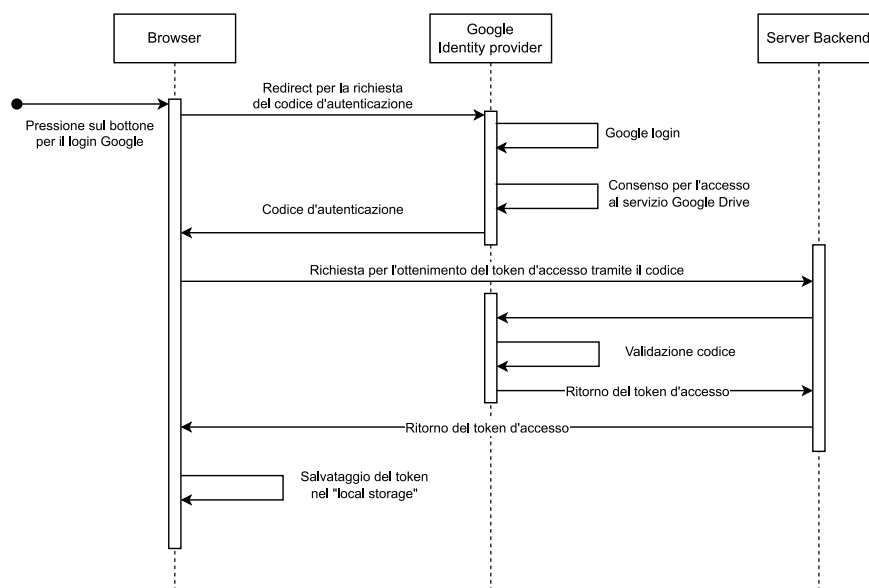 Browser
Google
Identity provider
Server Backend
Redirect per la richiesta
del codice d'autenticazione
Pressione sul bottone
per il login Google
Google login
Consenso per l'accesso
al servizio Google Drive
Codice d'autenticazione
Richiesta per l'ottenimento del token d'accesso tramite il codice
Validazione codice
Ritorno del token d'accesso
Ritorno del token d'accesso
Salvataggio del token
nel "local storage"